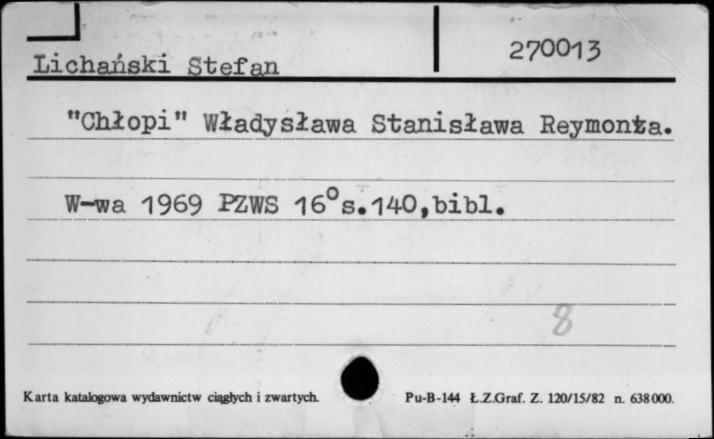 270013
Lichański Stefan
"Chłopi" Władysława Stanisława Reymonta.
W-wa 1969 PZWS 16° s.140,bibl.
8
Karta katalogowa wydawnictw ciągłych i zwartych. Pu-B-144 Ł.Z.Graf. Z. 120/15/82 n. 638000.